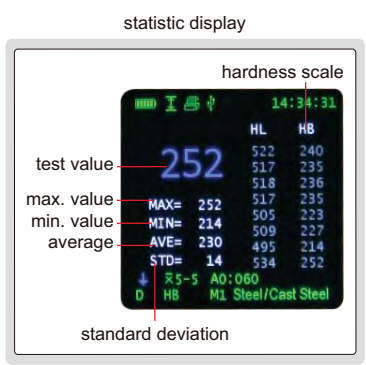 statistic display
hardness scale
14:34:31
HL HB
522 240
517 235
518 236
517 235
505 223
509 227
495 214
534 252
test value
252
max. value
MAX= 252
min. value
MIN= 214
average
AVE= 230
STD= 14
x̅5-5 A0:060
D HB M1 Steel/Cast Steel
standard deviation